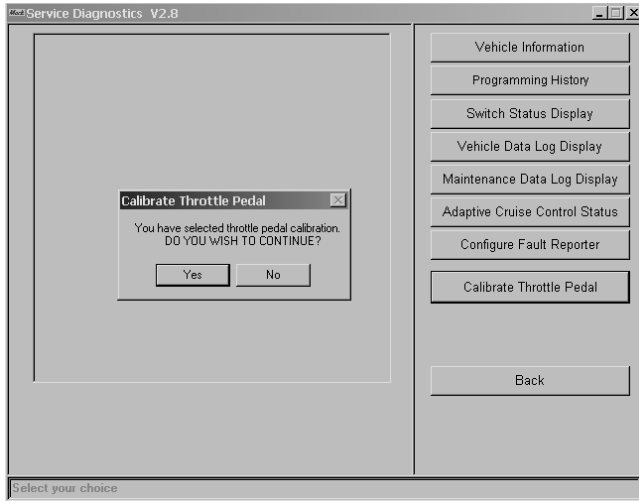 Mack Service Diagnostics V2.8
Vehicle Information
Programming History
Switch Status Display
Vehicle Data Log Display
Maintenance Data Log Display
Adaptive Cruise Control Status
Configure Fault Reporter
Calibrate Throttle Pedal
Back
Calibrate Throttle Pedal
You have selected throttle pedal calibration.
DO YOU WISH TO CONTINUE?
Yes No
Select your choice